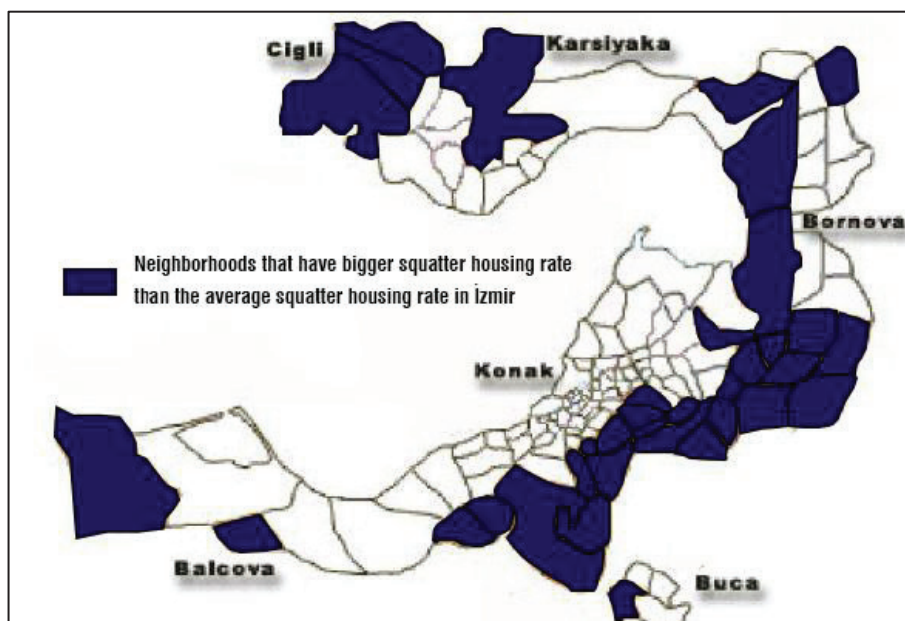 Cigli
Karsiyaka
Bornova
Neighborhoods that have bigger squatter housing rate
than the average squatter housing rate in İzmir
Konak
Balcova
Buca